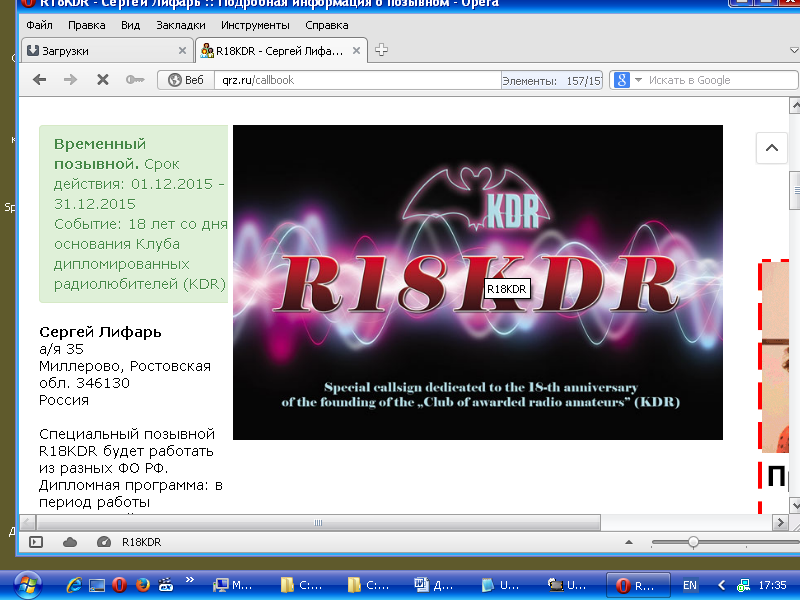 R18KDR - Сергей Лифарь :: Подробная информация о позывном - Opera
Файл Правка Вид Закладки Инструменты Справка
Загрузки
R18KDR - Сергей Лифа...
Веб
qrz.ru/callbook
Элементы: 157/15
Искать в Google
Временный
позывной. Срок
действия: 01.12.2015 -
31.12.2015
Событие: 18 лет со дня
основания Клуба
дипломированных
радиолюбителей (KDR)
KDR
R18KDR
R18KDR
Special callsign dedicated to the 18-th anniversary
of the founding of the „Club of awarded radio amateurs” (KDR)
Сергей Лифарь
а/я 35
Миллерово, Ростовская
обл. 346130
Россия
Специальный позывной
R18KDR будет работать
из разных ФО РФ.
Дипломная программа: в
период работы
R18KDR
M...
C:...
C:...
Д...
U...
U...
R...
EN
17:35